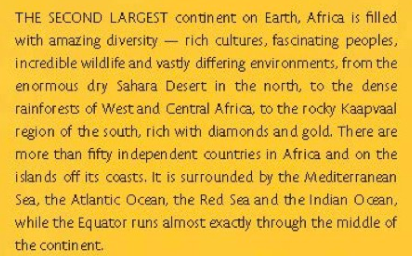 THE SECOND LARGEST continent on Earth, Africa is filled
with amazing diversity — rich cultures, fascinating peoples,
incredible wildlife and vastly differing environments, from the
enormous dry Sahara Desert in the north, to the dense
rainforests of West and Central Africa, to the rocky Kaapvaal
region of the south, rich with diamonds and gold. There are
more than fifty independent countries in Africa and on the
islands off its coasts. It is surrounded by the Mediterranean
Sea, the Atlantic Ocean, the Red Sea and the Indian Ocean,
while the Equator runs almost exactly through the middle of
the continent.